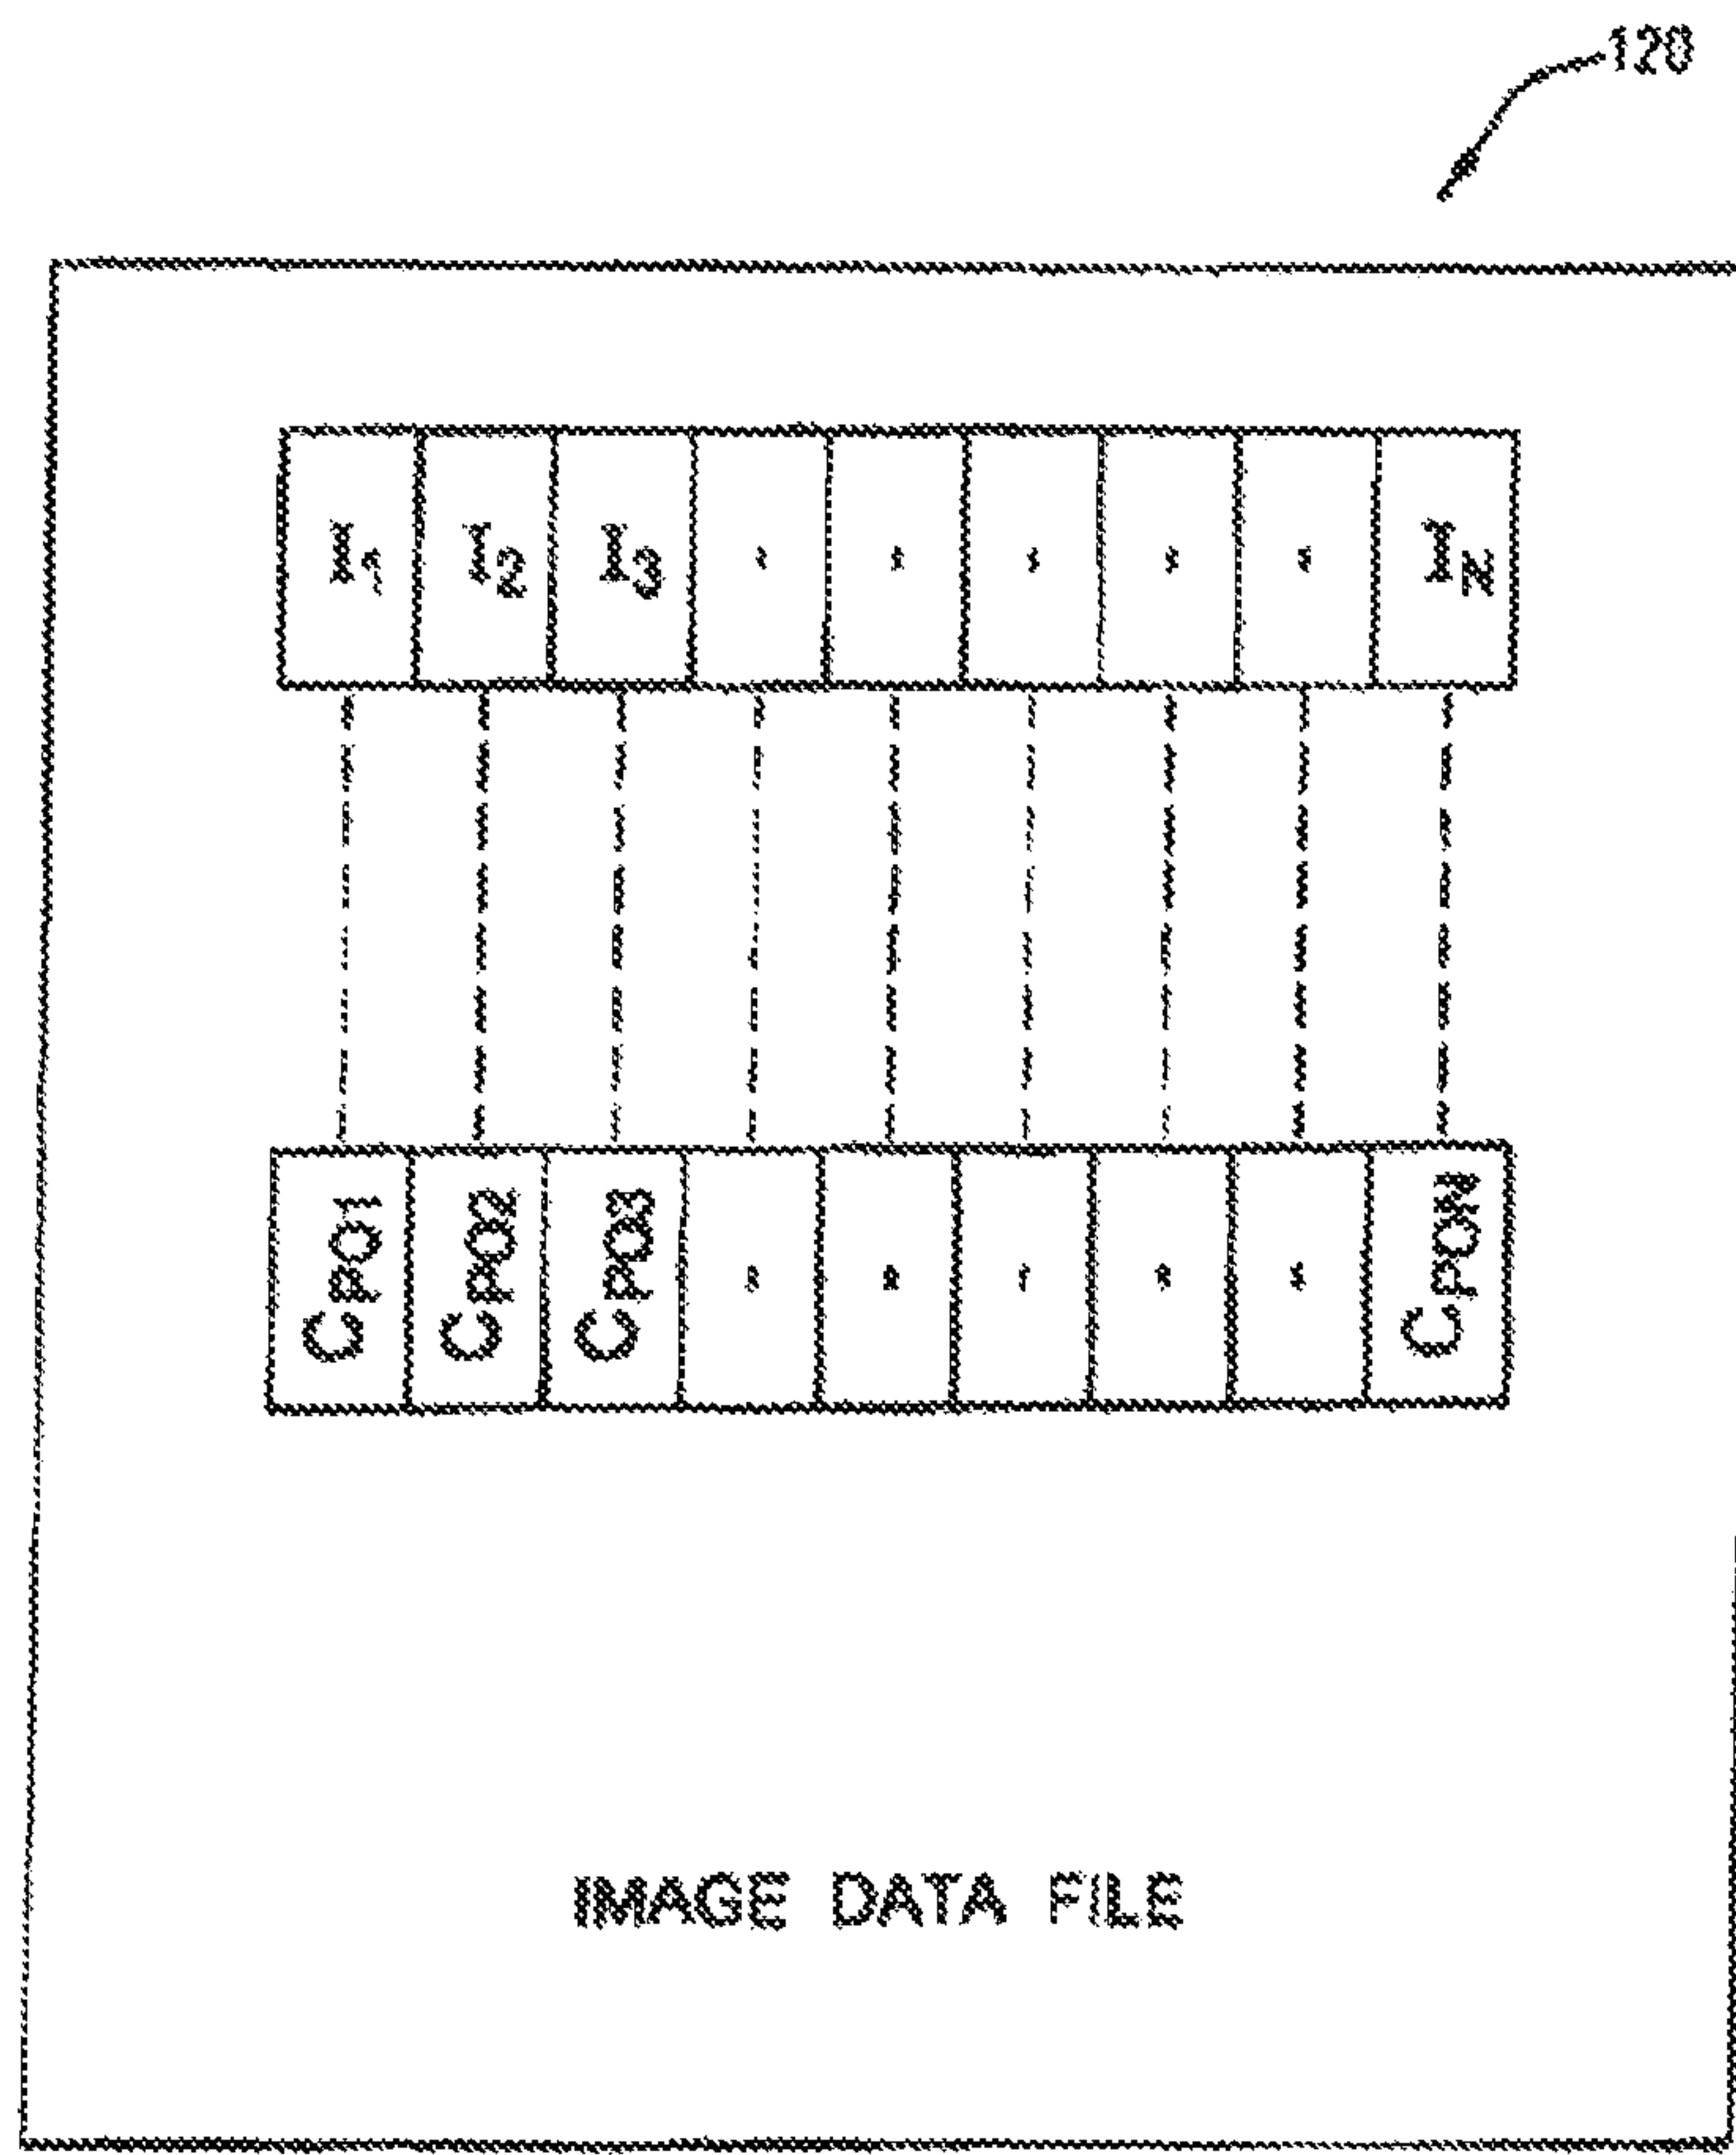 120
I1 I2 I3 . . . . . IN
CPO1 CPO2 CPO3 . . . . . CPON
IMAGE DATA FILE